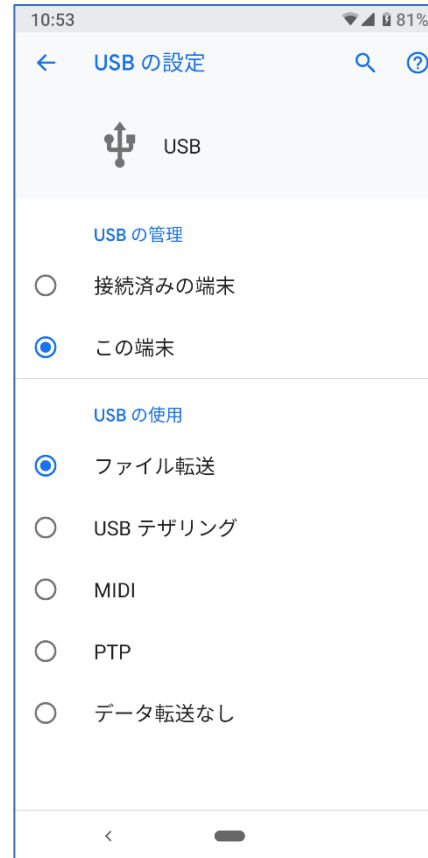 10:53 81%
USB の設定
USB
USB の管理
接続済みの端末
この端末
USB の使用
ファイル転送
USB テザリング
MIDI
PTP
データ転送なし